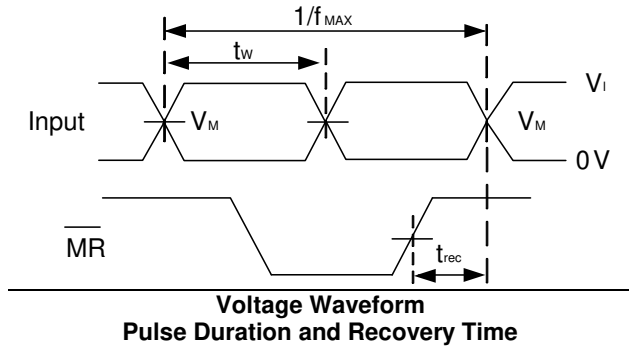 1/fMAX
tW
VI
Input
VM
VM
0 V
MR
trec
Voltage Waveform
Pulse Duration and Recovery Time